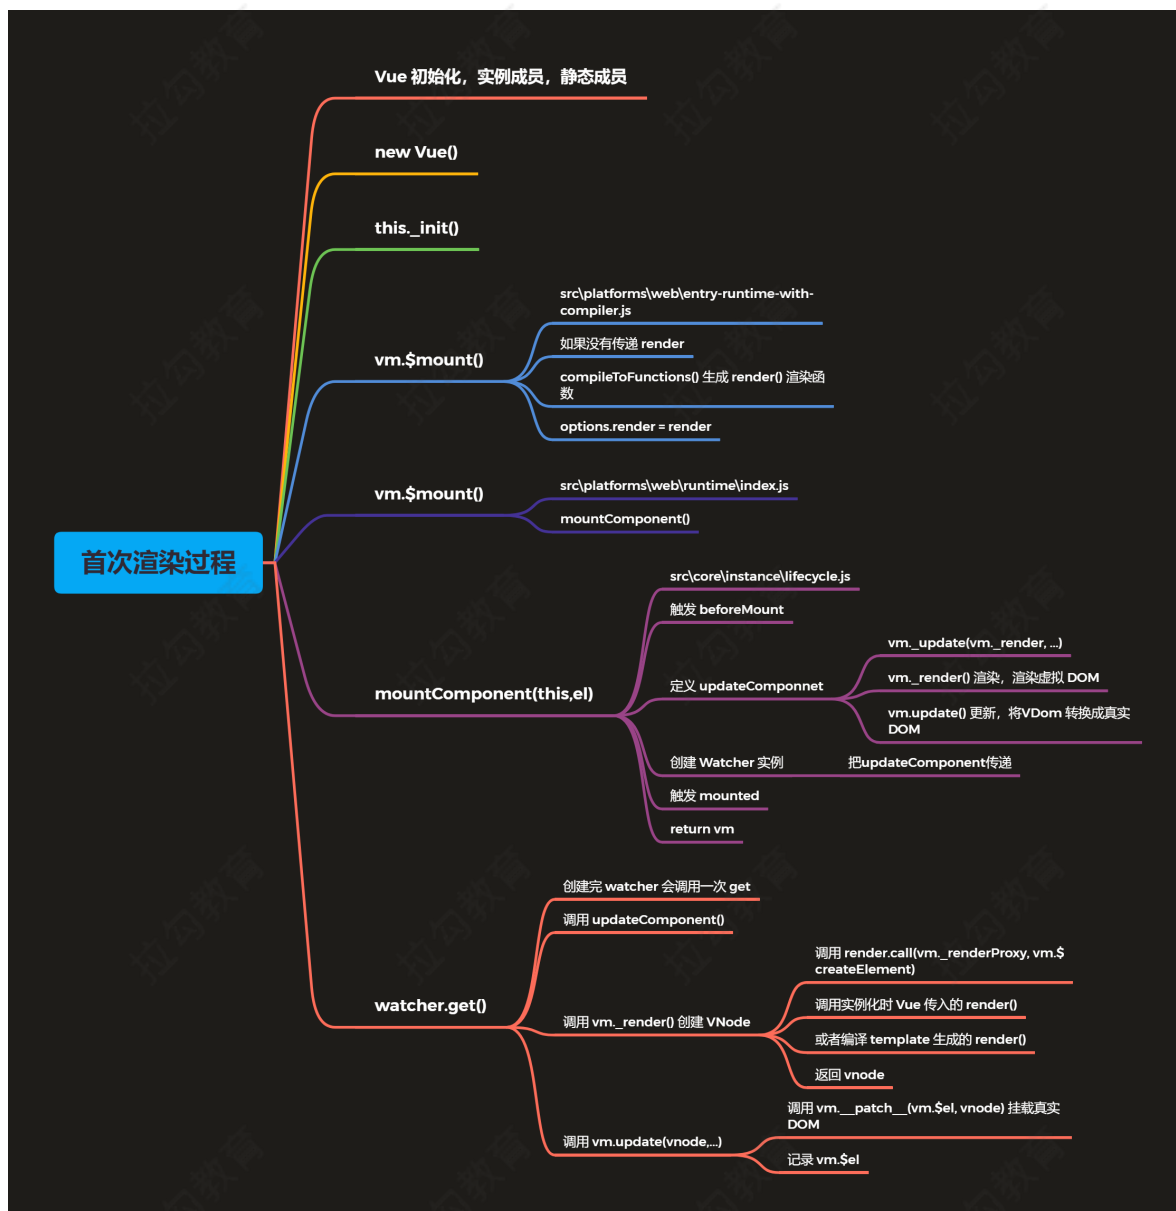 Vue 初始化，实例成员，静态成员
new Vue()
this._init()
vm.$mount()
src\platforms\web\entry-runtime-with-
compiler.js
如果没有传递 render
compileToFunctions() 生成 render() 渲染函
数
options.render = render
vm.$mount()
src\platforms\web\runtime\index.js
mountComponent()
首次渲染过程
mountComponent(this,el)
src\core\instance\lifecycle.js
触发 beforeMount
定义 updateComponnet
vm._update(vm._render, ...)
vm._render() 渲染，渲染虚拟 DOM
vm.update() 更新，将VDom 转换成真实
DOM
创建 Watcher 实例
把updateComponent传递
触发 mounted
return vm
watcher.get()
创建完 watcher 会调用一次 get
调用 updateComponent()
调用 vm._render() 创建 VNode
调用 render.call(vm._renderProxy, vm.$
createElement)
调用实例化时 Vue 传入的 render()
或者编译 template 生成的 render()
返回 vnode
调用 vm.update(vnode,...)
调用 vm.__patch__(vm.$el, vnode) 挂载真实
DOM
记录 vm.$el
拉勾教育